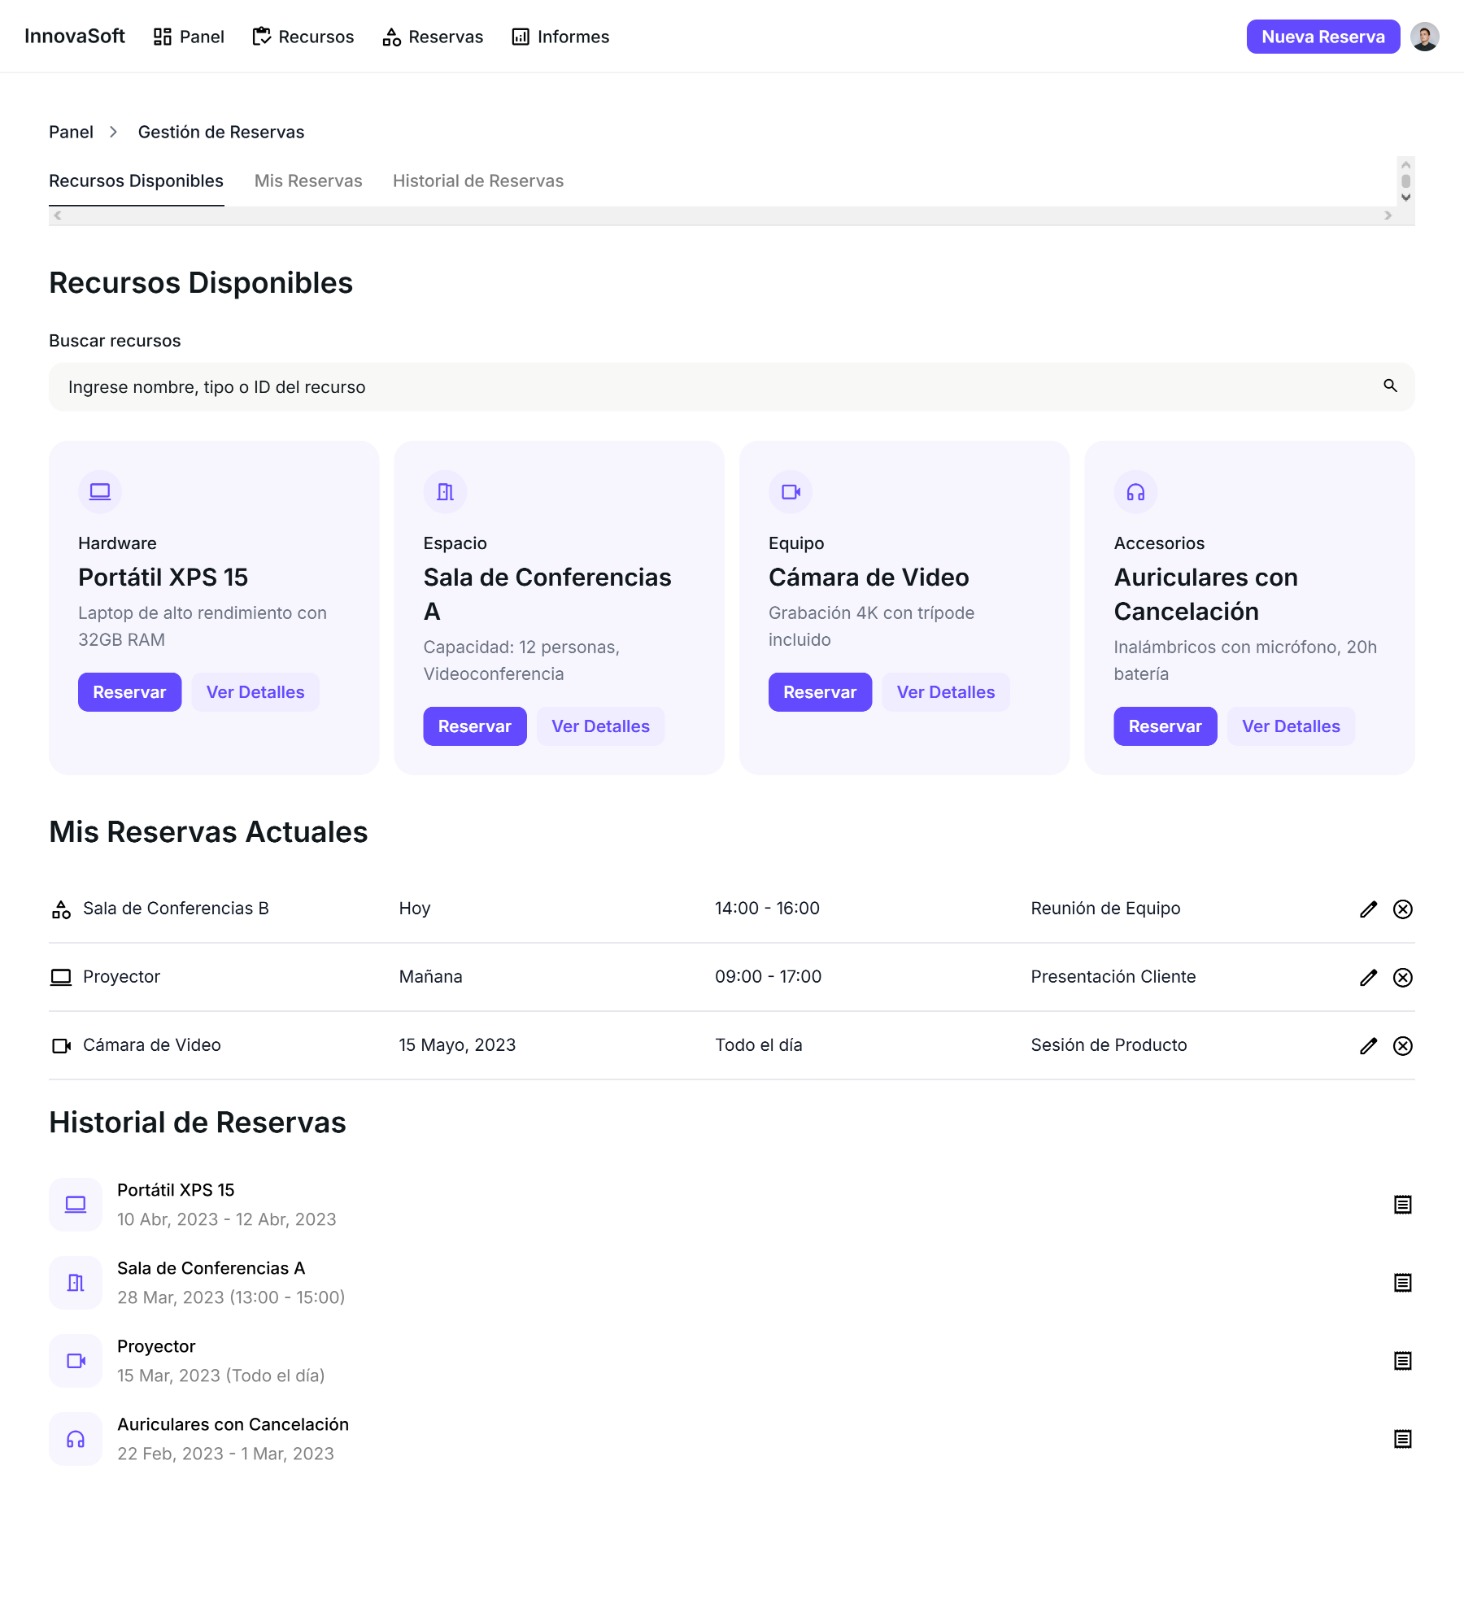 InnovaSoft
Panel
Recursos
Reservas
Informes
Nueva Reserva
Panel
Gestión de Reservas
Recursos Disponibles
Mis Reservas
Historial de Reservas
Recursos Disponibles
Buscar recursos
Ingrese nombre, tipo o ID del recurso
Hardware
Portátil XPS 15
Laptop de alto rendimiento con
32GB RAM
Reservar
Ver Detalles
Espacio
Sala de Conferencias
A
Capacidad: 12 personas,
Videoconferencia
Reservar
Ver Detalles
Equipo
Cámara de Video
Grabación 4K con trípode
incluido
Reservar
Ver Detalles
Accesorios
Auriculares con
Cancelación
Inalámbricos con micrófono, 20h
batería
Reservar
Ver Detalles
Mis Reservas Actuales
Sala de Conferencias B
Hoy
14:00 - 16:00
Reunión de Equipo
Proyector
Mañana
09:00 - 17:00
Presentación Cliente
Cámara de Video
15 Mayo, 2023
Todo el día
Sesión de Producto
Historial de Reservas
Portátil XPS 15
10 Abr, 2023 - 12 Abr, 2023
Sala de Conferencias A
28 Mar, 2023 (13:00 - 15:00)
Proyector
15 Mar, 2023 (Todo el día)
Auriculares con Cancelación
22 Feb, 2023 - 1 Mar, 2023